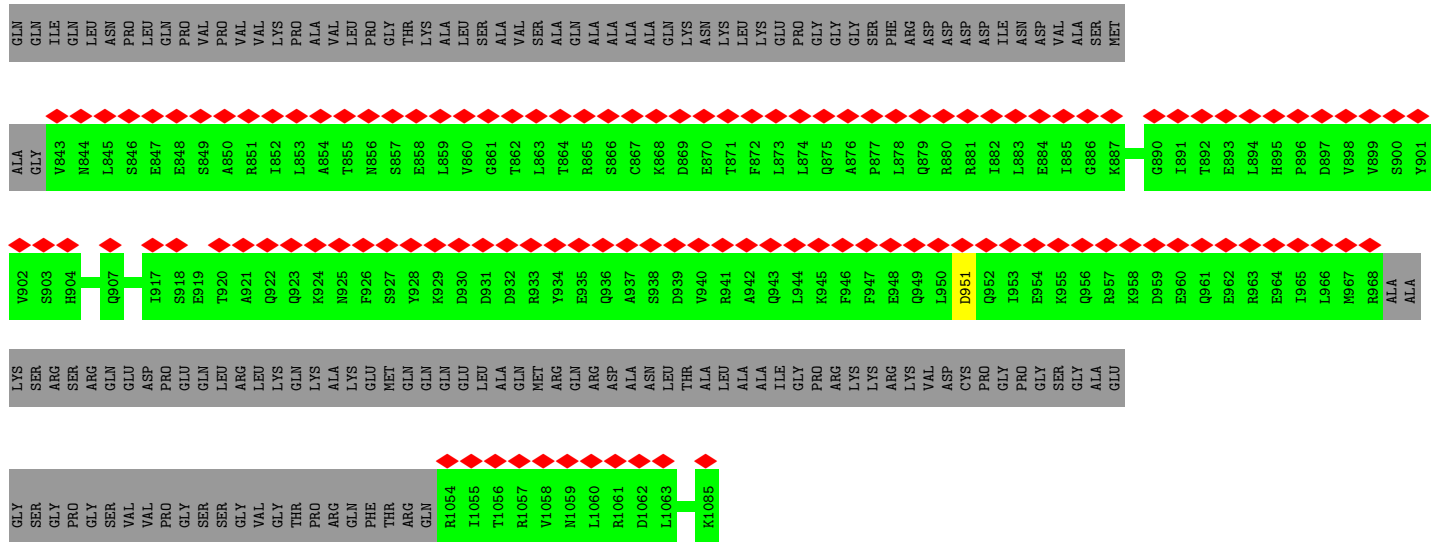 GLN GLN ILE GLN LEU ASN PRO LEU GLN PRO VAL PRO VAL VAL LYS PRO ALA VAL LEU PRO GLY THR LYS ALA LEU SER ALA VAL SER ALA GLN ALA ALA ALA ALA GLN LYS ASN LYS LEU LYS GLU PRO GLY GLY GLY SER PHE ARG ASP ASP ASP ASP ILE ASN ASP VAL ALA SER MET
ALA GLY V843 N844 L845 S846 E847 E848 S849 A850 R851 I852 L853 A854 T855 N856 S857 E858 L859 V860 G861 T862 L863 T864 R865 S866 C867 K868 D869 E870 T871 F872 L873 L874 Q875 A876 P877 L878 Q879 R880 R881 I882 L883 E884 I885 G886 K887 G890 I891 T892 E893 L894 H895 P896 D897 V898 V899 S900 Y901
V902 S903 H904 Q907 I917 S918 E919 T920 A921 Q922 Q923 K924 N925 F926 S927 Y928 K929 D930 D931 D932 R933 Y934 E935 Q936 A937 S938 D939 V940 R941 A942 Q943 L944 K945 F946 F947 E948 Q949 L950 D951 Q952 I953 E954 K955 Q956 R957 K958 D959 E960 Q961 E962 R963 E964 I965 L966 M967 R968 ALA ALA
LYS SER ARG SER ARG GLN GLU ASP PRO GLU GLN LEU ARG LEU LYS GLN LYS ALA LYS GLU MET GLN GLN GLN GLU LEU ALA GLN MET ARG GLN ARG ASP ALA ASN LEU THR ALA LEU ALA ALA ILE GLY PRO ARG LYS LYS ARG LYS VAL ASP CYS PRO GLY PRO GLY SER GLY ALA GLU
GLY SER GLY PRO GLY SER VAL VAL PRO GLY SER SER GLY VAL GLY THR PRO ARG GLN PHE THR ARG GLN R1054 I1055 T1056 R1057 V1058 N1059 L1060 R1061 D1062 L1063 K1085